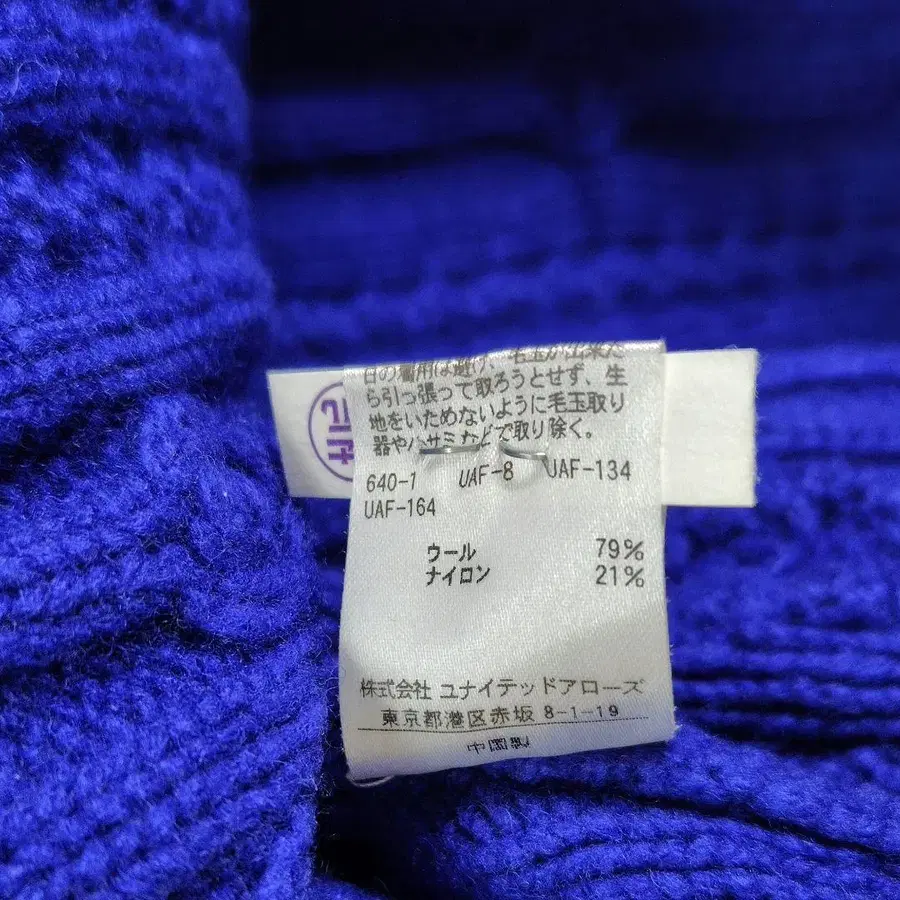 日の着用は避け、毛玉が出来た
ら引っ張って取ろうとせず、生
地をいためないように毛玉取り
器やハサミなどで取り除く。
640-1 UAF-8 UAF-134
UAF-164
ウール 79%
ナイロン 21%
株式会社 ユナイテッドアローズ
東京都港区赤坂 8-1-19
中国製